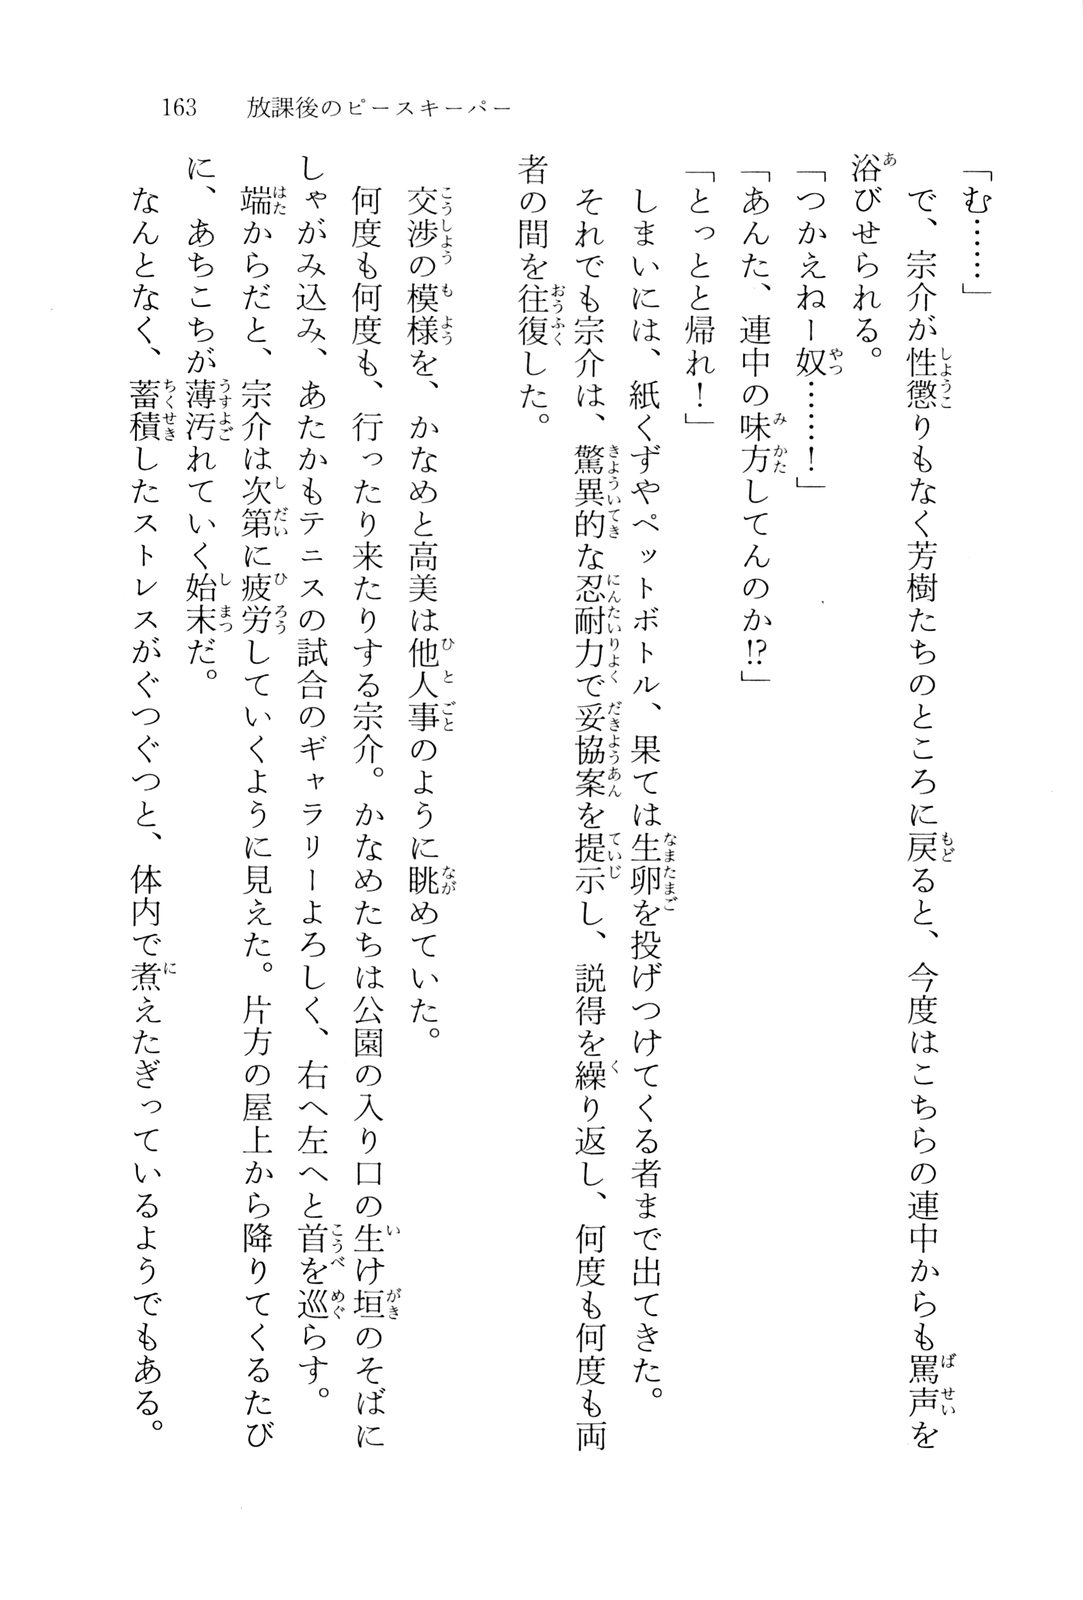 163　放課後のピースキーパー
「む……」
で、宗介が性懲りもなく芳樹たちのところに戻ると、今度はこちらの連中からも罵声を
浴びせられる。
「つかえねー奴……！」
「あんた、連中の味方してんのか!?」
「とっとと帰れ！」
しまいには、紙くずやペットボトル、果ては生卵を投げつけてくる者まで出てきた。
それでも宗介は、驚異的な忍耐力で妥協案を提示し、説得を繰り返し、何度も何度も両
者の間を往復した。
交渉の模様を、かなめと高美は他人事のように眺めていた。
何度も何度も、行ったり来たりする宗介。かなめたちは公園の入り口の生け垣のそばに
しゃがみ込み、あたかもテニスの試合のギャラリーよろしく、右へ左へと首を巡らす。
端からだと、宗介は次第に疲労していくように見えた。片方の屋上から降りてくるたび
に、あちこちが薄汚れていく始末だ。
なんとなく、蓄積したストレスがぐつぐつと、体内で煮えたぎっているようでもある。